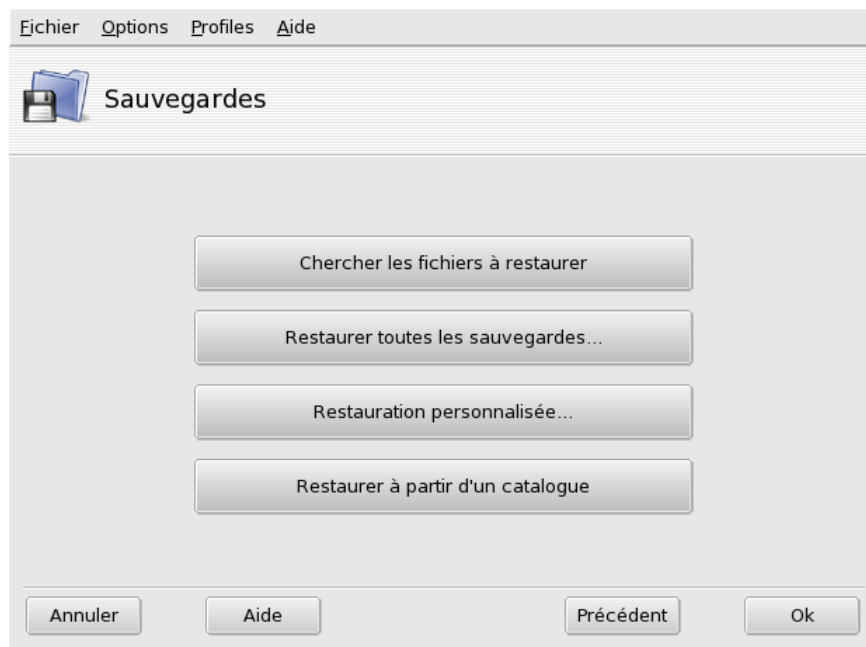 Fichier Options Profiles Aide
Sauvegardes
Chercher les fichiers à restaurer
Restaurer toutes les sauvegardes...
Restauration personnalisée...
Restaurer à partir d'un catalogue
Annuler Aide Précédent Ok